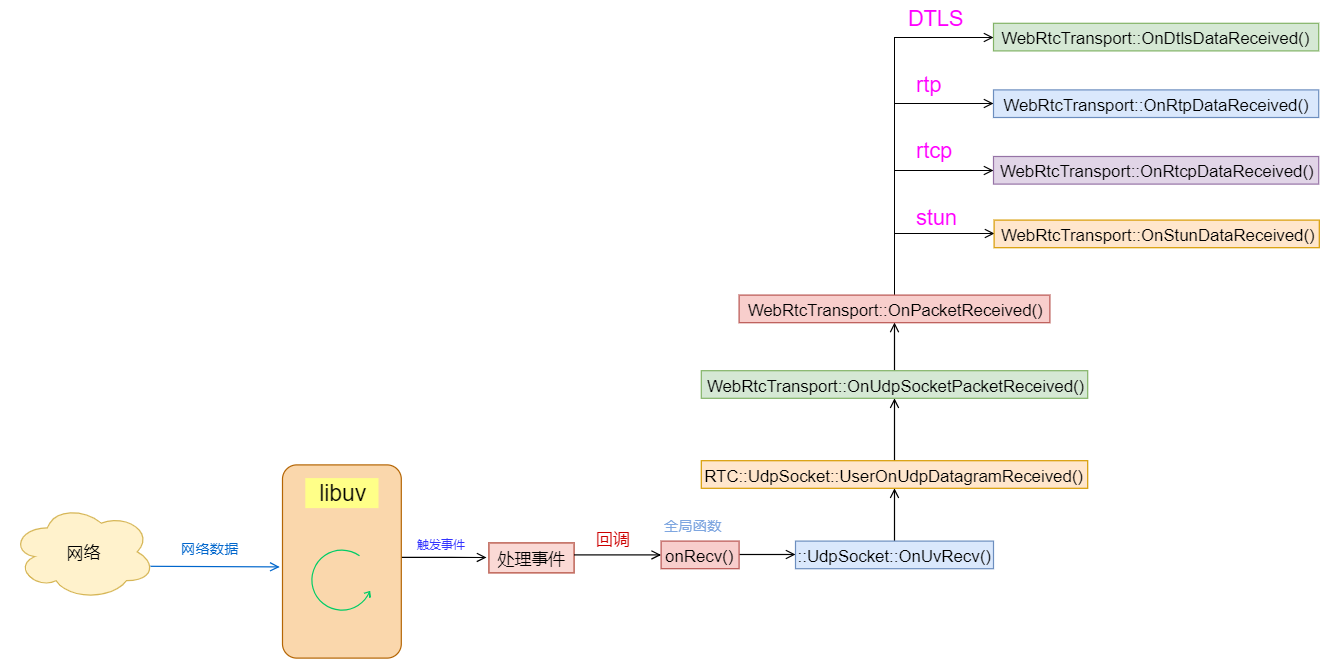 DTLS
WebRtcTransport::OnDtlsDataReceived()
rtp
WebRtcTransport::OnRtpDataReceived()
rtcp
WebRtcTransport::OnRtcpDataReceived()
stun
WebRtcTransport::OnStunDataReceived()
WebRtcTransport::OnPacketReceived()
WebRtcTransport::OnUdpSocketPacketReceived()
RTC::UdpSocket::UserOnUdpDatagramReceived()
libuv
网络
网络数据
触发事件
处理事件
回调
全局函数
onRecv()
::UdpSocket::OnUvRecv()